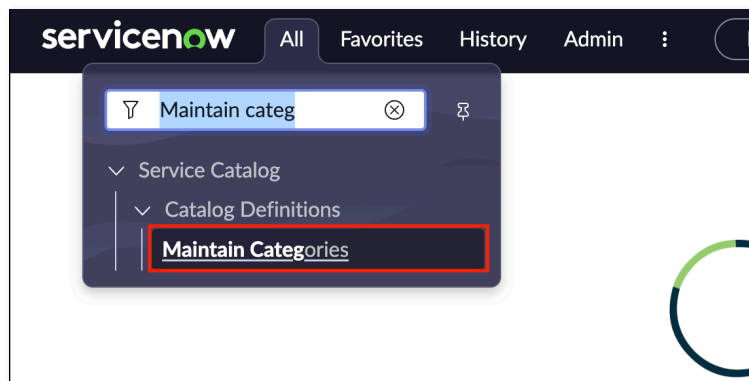 servicenow All Favorites History Admin
Maintain categ
Service Catalog
Catalog Definitions
Maintain Categories